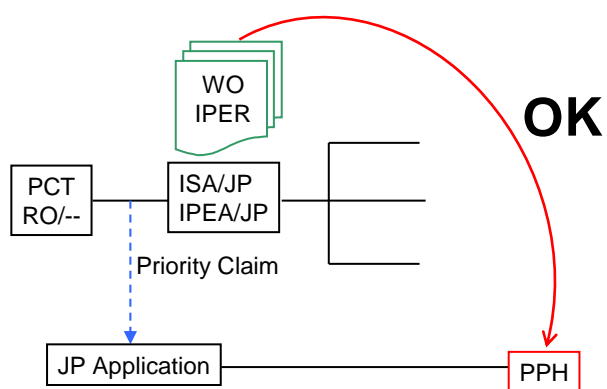 WO
IPER
OK
PCT
RO/--
ISA/JP
IPEA/JP
Priority Claim
JP Application
PPH